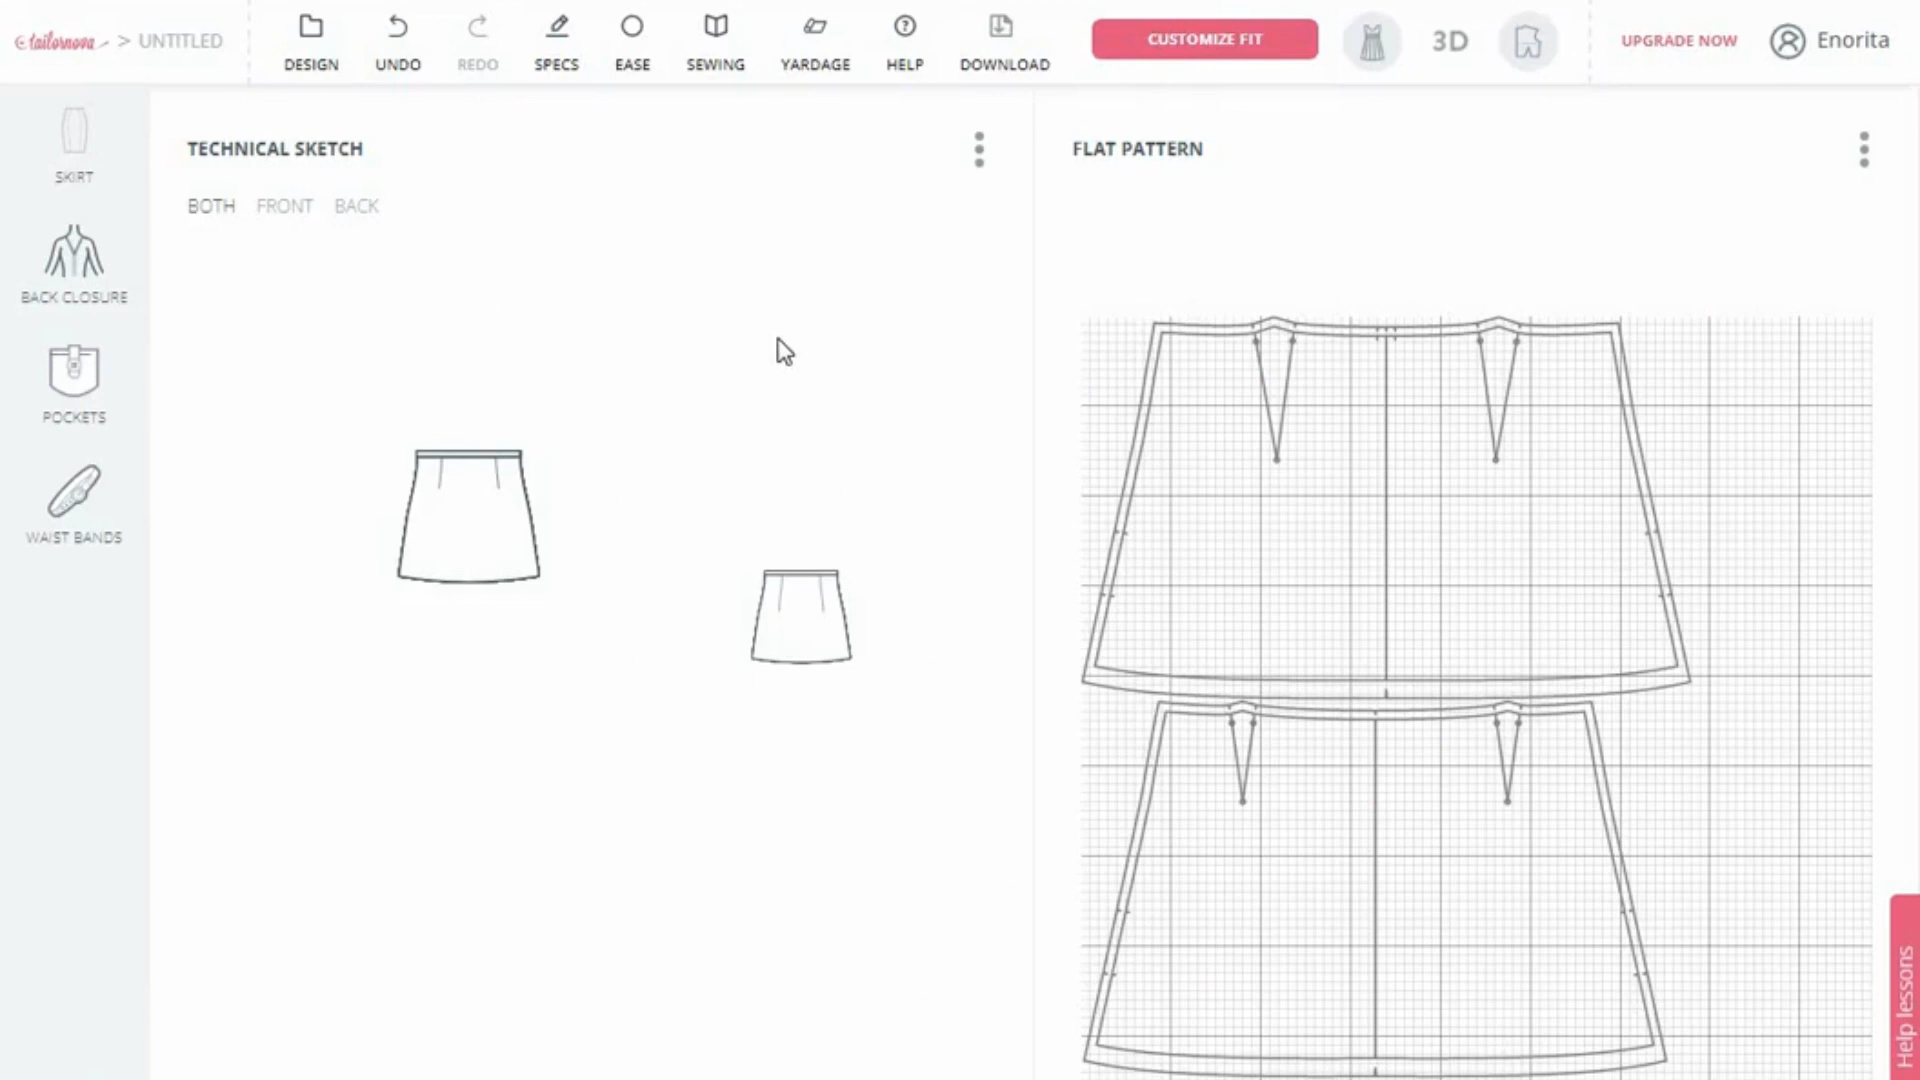 tailornova > UNTITLED
DESIGN UNDO REDO SPECS EASE SEWING YARDAGE HELP DOWNLOAD
CUSTOMIZE FIT
3D
UPGRADE NOW
Enorita
SKIRT
BACK CLOSURE
POCKETS
WAIST BANDS
TECHNICAL SKETCH
BOTH FRONT BACK
FLAT PATTERN
Help lessons